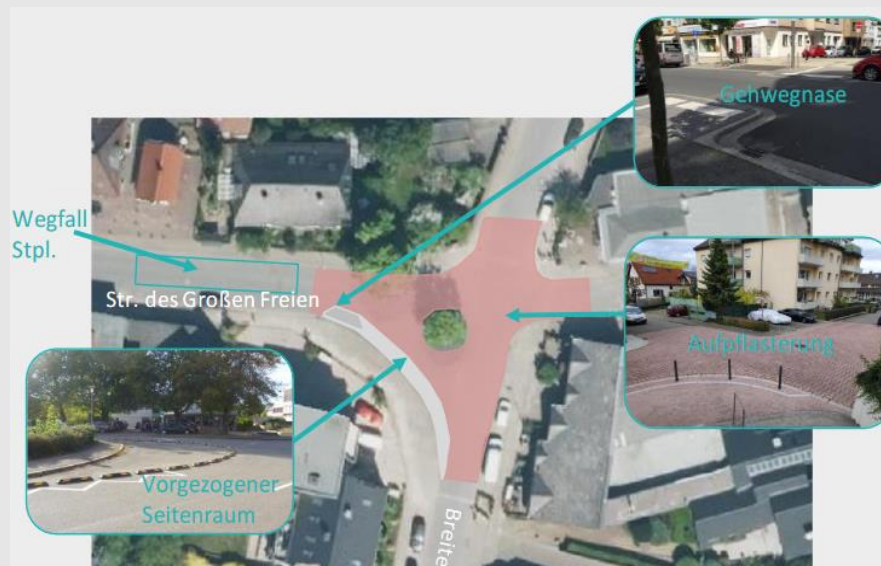 Gehwegnase
Wegfall
Stpl.
Str. des Großen Freien
Aufpflasterung
Vorgezogener
Seitenraum
Breite